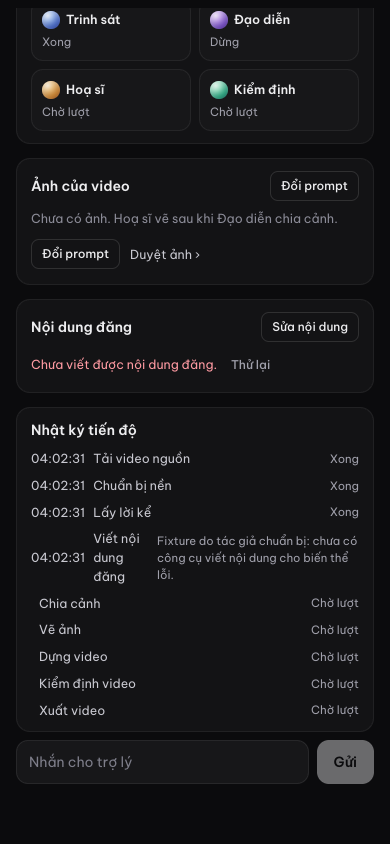 Trinh sát
Xong
Đạo diễn
Dừng
Hoạ sĩ
Chờ lượt
Kiểm định
Chờ lượt
Ảnh của video
Đổi prompt
Chưa có ảnh. Hoạ sĩ vẽ sau khi Đạo diễn chia cảnh.
Đổi prompt
Duyệt ảnh ›
Nội dung đăng
Sửa nội dung
Chưa viết được nội dung đăng.
Thử lại
Nhật ký tiến độ
04:02:31 Tải video nguồn Xong
04:02:31 Chuẩn bị nền Xong
04:02:31 Lấy lời kể Xong
04:02:31 Viết nội dung đăng
Fixture do tác giả chuẩn bị: chưa có
công cụ viết nội dung cho biến thể
lỗi.
Chia cảnh Chờ lượt
Vẽ ảnh Chờ lượt
Dựng video Chờ lượt
Kiểm định video Chờ lượt
Xuất video Chờ lượt
Nhắn cho trợ lý
Gửi